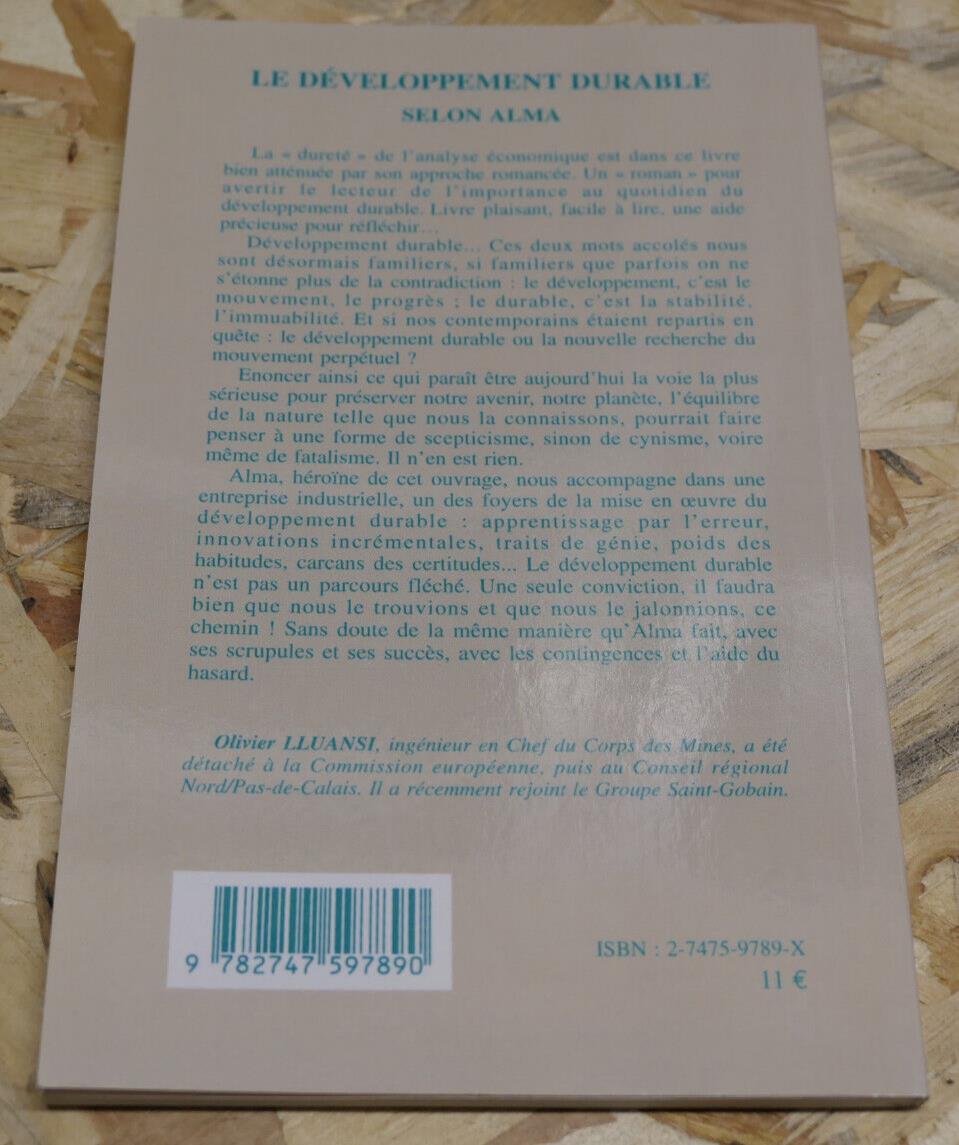 LE DÉVELOPPEMENT DURABLE
SELON ALMA
La « dureté » de l'analyse économique est dans ce livre
bien atténuée par son approche romancée. Un « roman » pour
avertir le lecteur de l'importance au quotidien du
développement durable. Livre plaisant, facile à lire, une aide
précieuse pour réfléchir...
Développement durable... Ces deux mots accolés nous
sont désormais familiers, si familiers que parfois on ne
s'étonne plus de la contradiction : le développement, c'est le
mouvement, le progrès ; le durable, c'est la stabilité,
l'immuabilité. Et si nos contemporains étaient repartis en
quête : le développement durable ou la nouvelle recherche du
mouvement perpétuel ?
Enoncer ainsi ce qui paraît être aujourd'hui la voie la plus
sérieuse pour préserver notre avenir, notre planète, l'équilibre
de la nature telle que nous la connaissons, pourrait faire
penser à une forme de scepticisme, sinon de cynisme, voire
même de fatalisme. Il n'en est rien.
Alma, héroïne de cet ouvrage, nous accompagne dans une
entreprise industrielle, un des foyers de la mise en œuvre du
développement durable : apprentissage par l'erreur,
innovations incrémentales, traits de génie, poids des
habitudes, carcans des certitudes... Le développement durable
n'est pas un parcours fléché. Une seule conviction, il faudra
bien que nous le trouvions et que nous le jalonnions, ce
chemin ! Sans doute de la même manière qu'Alma fait, avec
ses scrupules et ses succès, avec les contingences et l'aide du
hasard.
Olivier LLUANSI, ingénieur en Chef du Corps des Mines, a été
détaché à la Commission européenne, puis au Conseil régional
Nord/Pas-de-Calais. Il a récemment rejoint le Groupe Saint-Gobain.
9 782747 597890
ISBN : 2-7475-9789-X
11 €